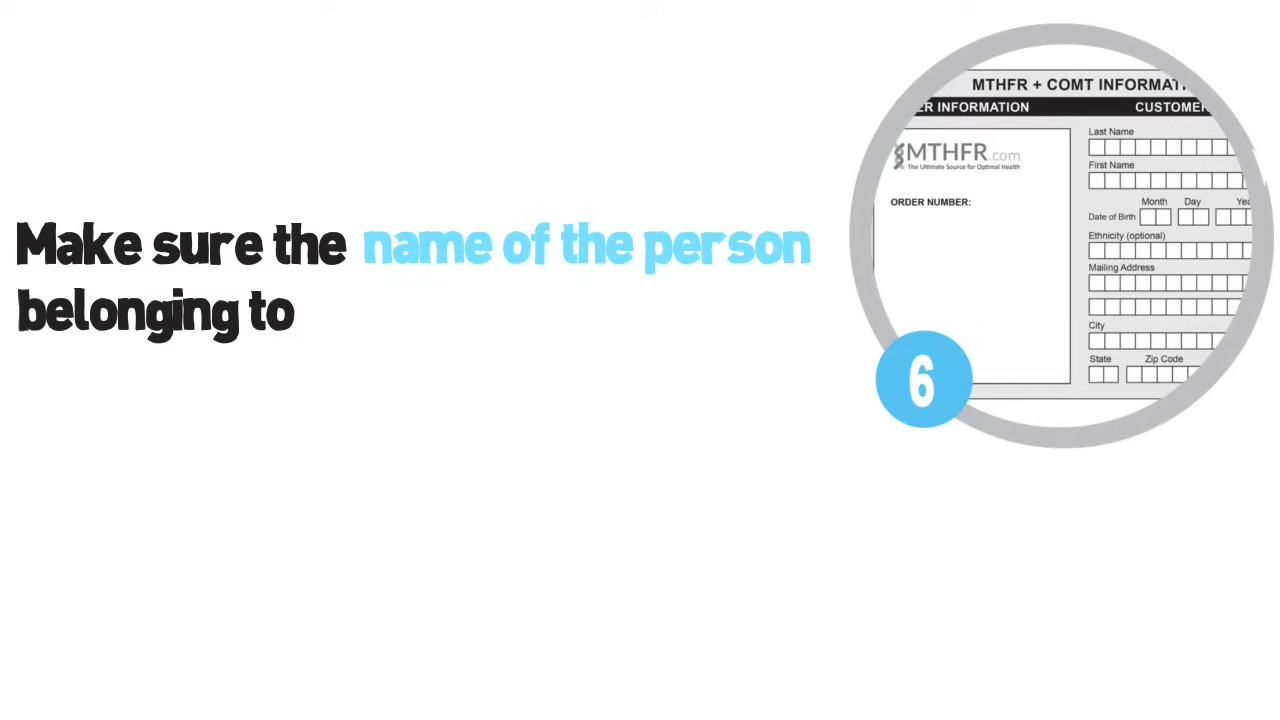 Make sure the name of the person
belonging to
MTHFR + COMT
ER INFORMATION
CUSTOMER
MTHFR.com
The Ultimate Source for Optimal Health
ORDER NUMBER:
Last Name
First Name
Month Day
Date of Birth
Ethnicity (optional)
Mailing Address
City
State Zip Code
6